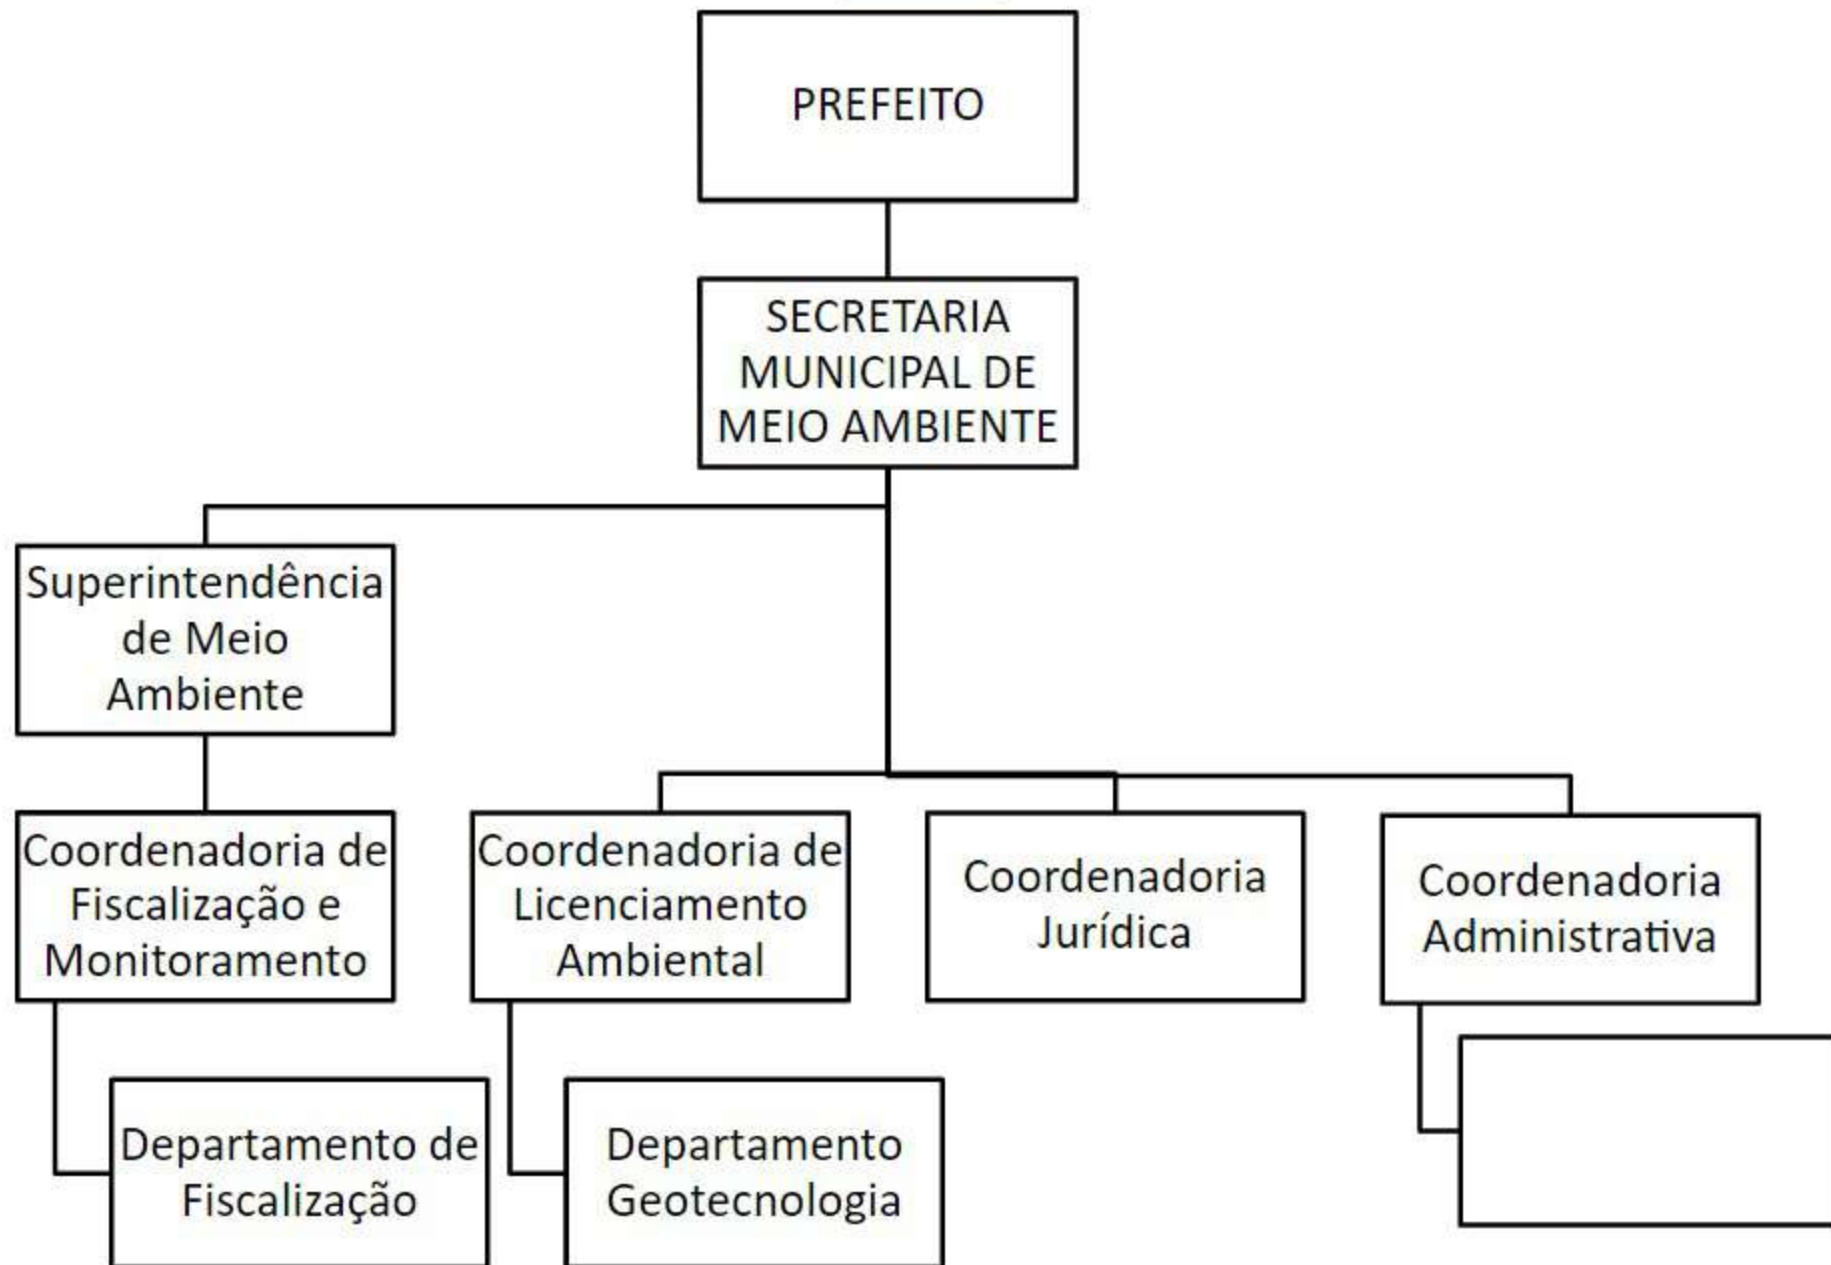 PREFEITO
SECRETARIA
MUNICIPAL DE
MEIO AMBIENTE
Superintendência
de Meio
Ambiente
Coordenadoria de
Fiscalização e
Monitoramento
Coordenadoria de
Licenciamento
Ambiental
Coordenadoria
Jurídica
Coordenadoria
Administrativa
Departamento de
Fiscalização
Departamento
Geotecnologia